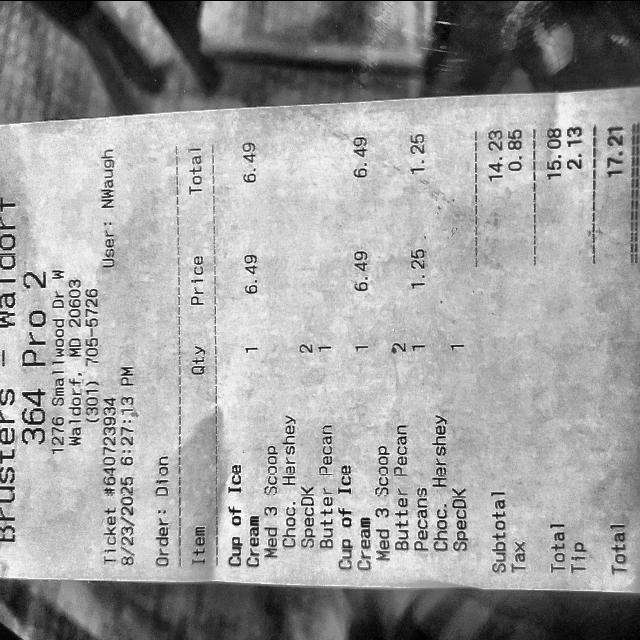 Brusters - Waldorf
364 Pro 2
1276 Smallwood Dr W
Waldorf, MD 20603
(301) 705-5726
Ticket #640723934 User: NWaugh
8/23/2025 6:27:13 PM
Order: Dion
Item Qty Price Total
Cup of Ice 1 6.49 6.49
Cream
Med 3 Scoop
Choc. Hershey 2
SpecDK
Butter Pecan 1
Cup of Ice 1 6.49 6.49
Cream
Med 3 Scoop
Butter Pecan 2
Pecans 1 1.25 1.25
Choc. Hershey 1
SpecDK
Subtotal 14.23
Tax 0.85
Total 15.08
Tip 2.13
Total 17.21